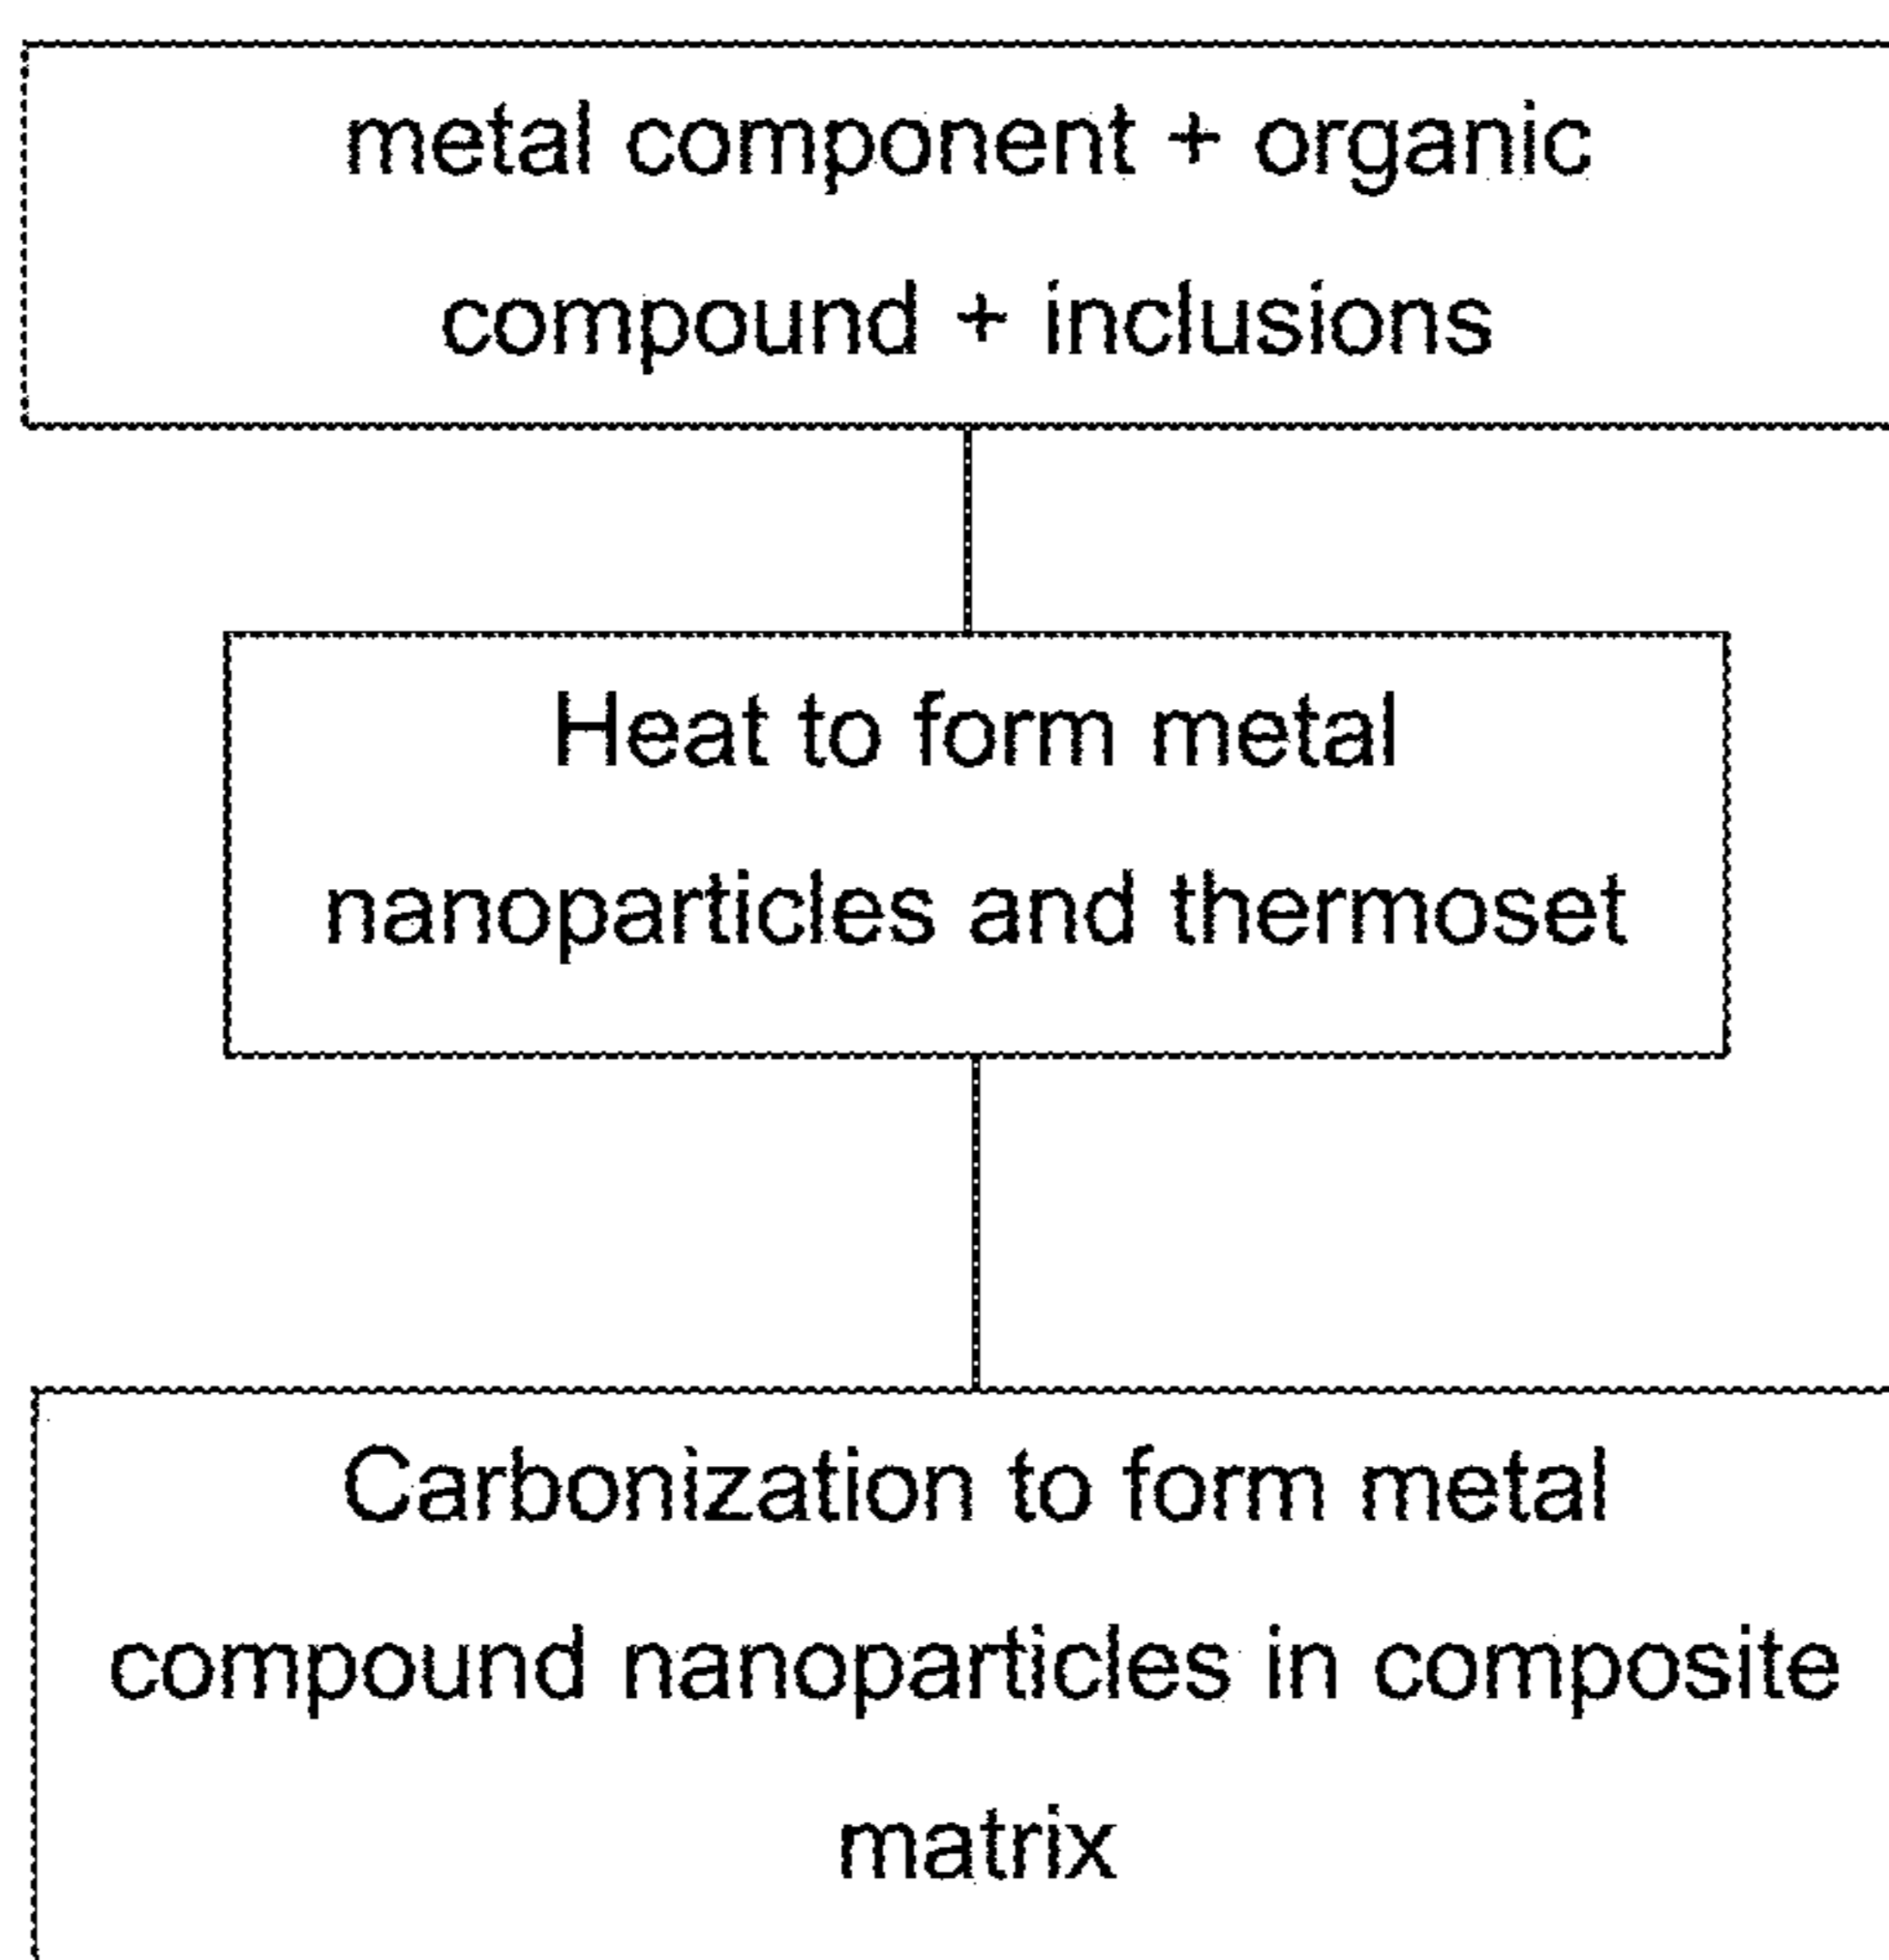 metal component + organic
compound + inclusions
Heat to form metal
nanoparticles and thermoset
Carbonization to form metal
compound nanoparticles in composite
matrix